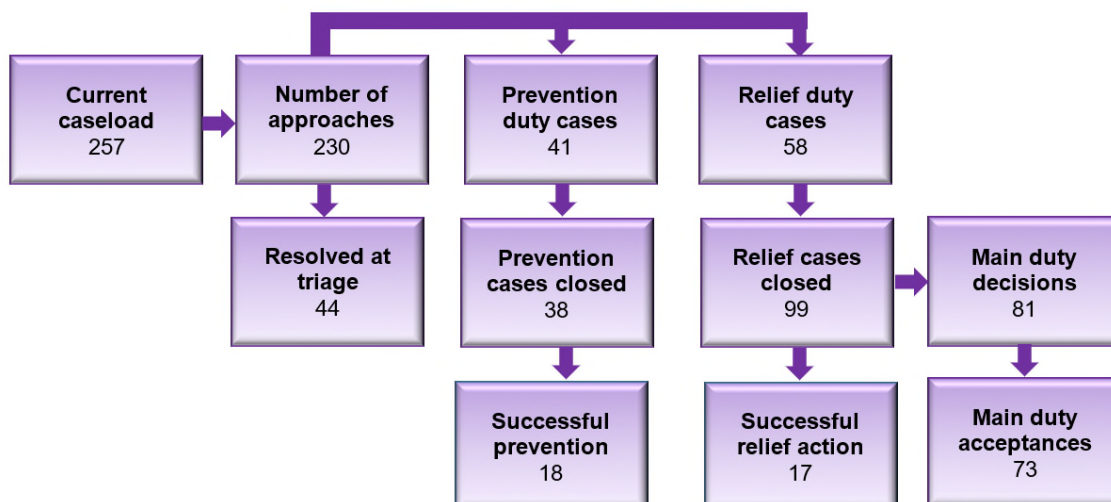 Current
caseload
257
Number of
approaches
230
Prevention
duty cases
41
Relief duty
cases
58
Resolved at
triage
44
Prevention
cases closed
38
Relief cases
closed
99
Main duty
decisions
81
Successful
prevention
18
Successful
relief action
17
Main duty
acceptances
73